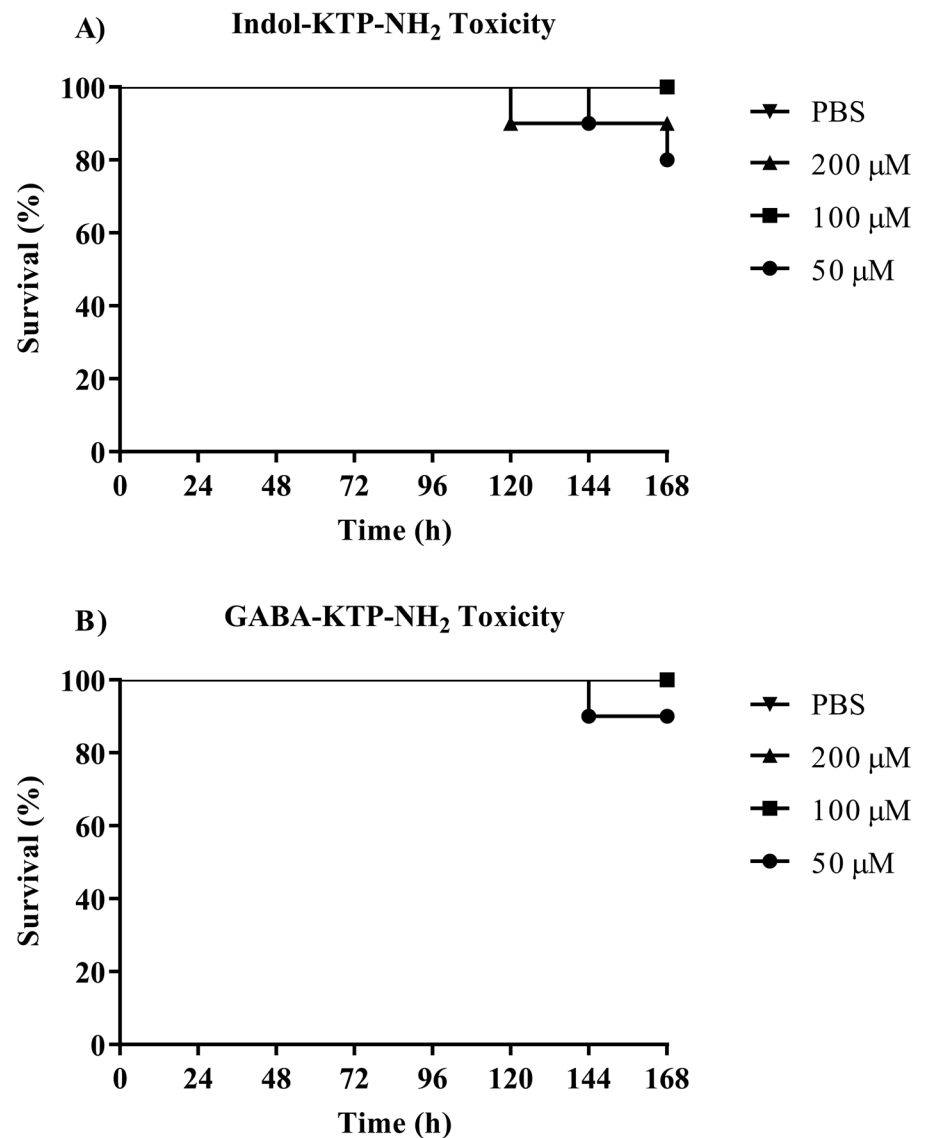 A)
Indol-KTP-NH₂ Toxicity
Survival (%)
100
80
60
40
20
0
0 24 48 72 96 120 144 168
Time (h)
PBS
200 μM
100 μM
50 μM
B)
GABA-KTP-NH₂ Toxicity
Survival (%)
100
80
60
40
20
0
0 24 48 72 96 120 144 168
Time (h)
PBS
200 μM
100 μM
50 μM